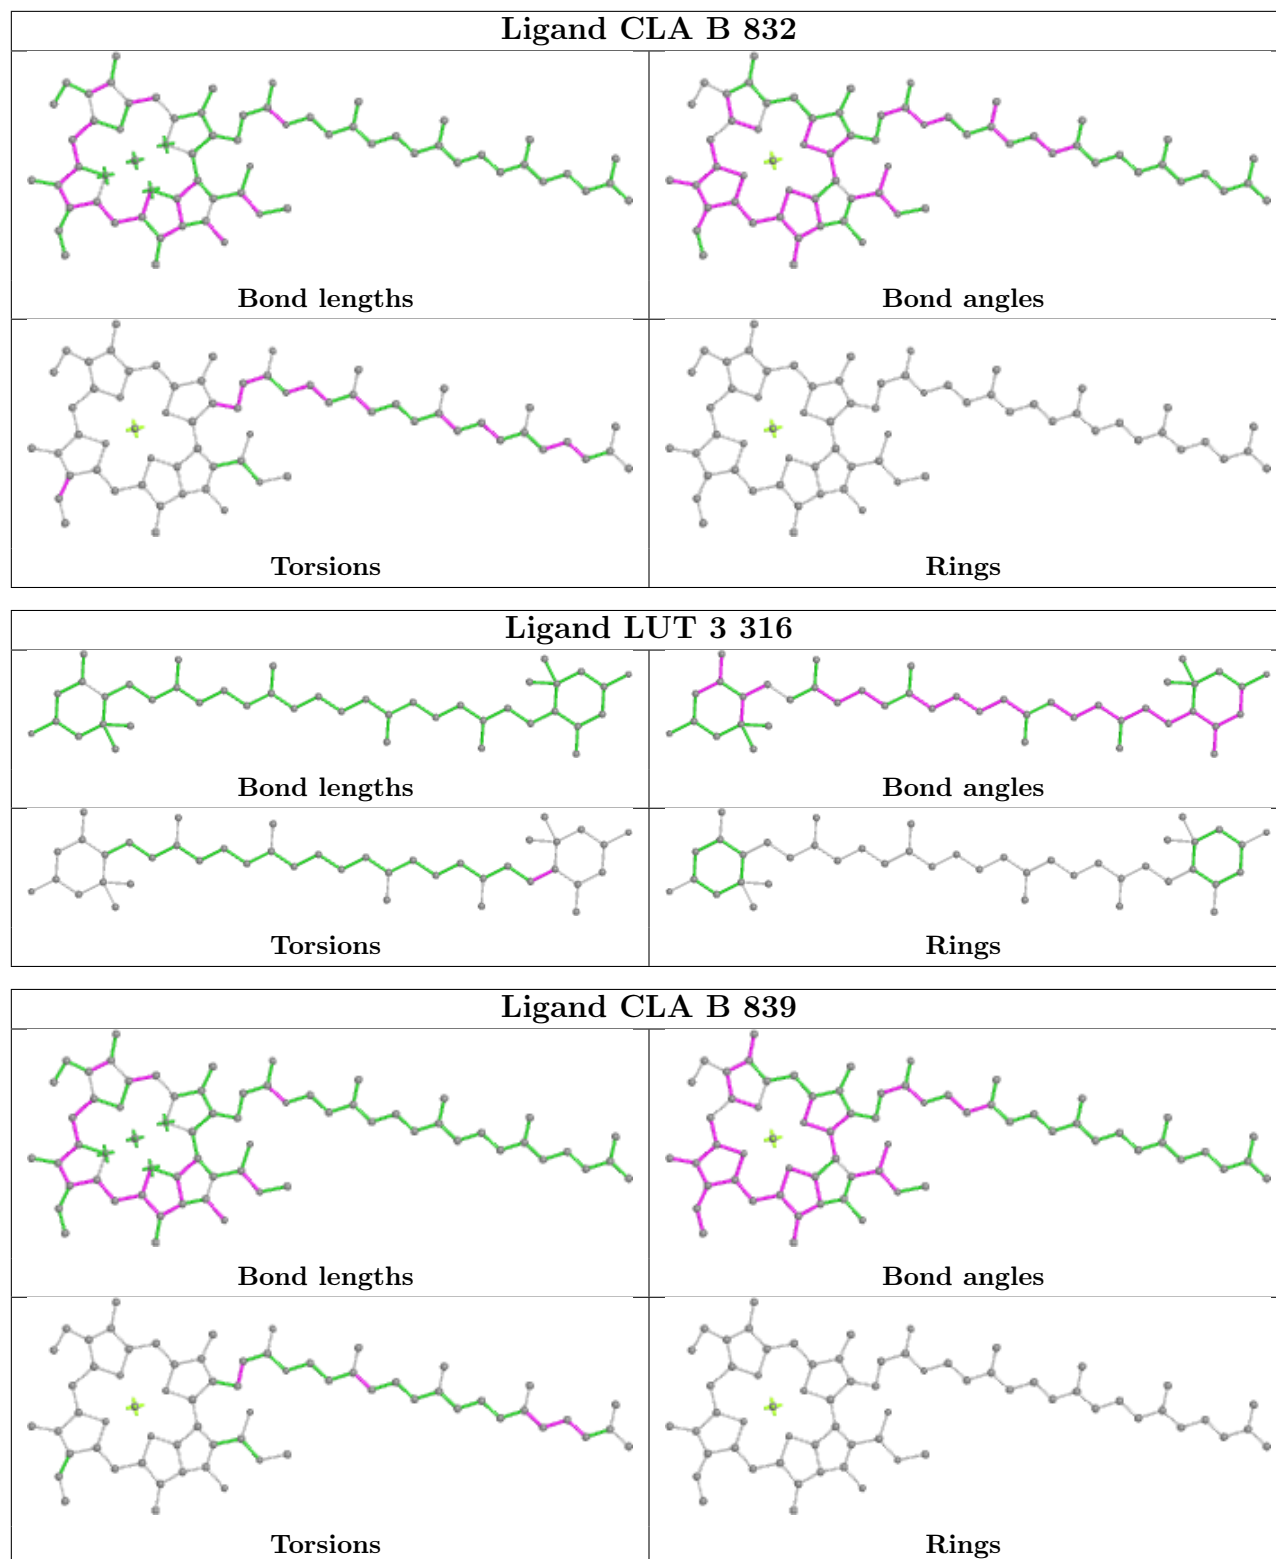 Ligand CLA B 832
Bond lengths
Bond angles
Torsions
Rings
Ligand LUT 3 316
Bond lengths
Bond angles
Torsions
Rings
Ligand CLA B 839
Bond lengths
Bond angles
Torsions
Rings